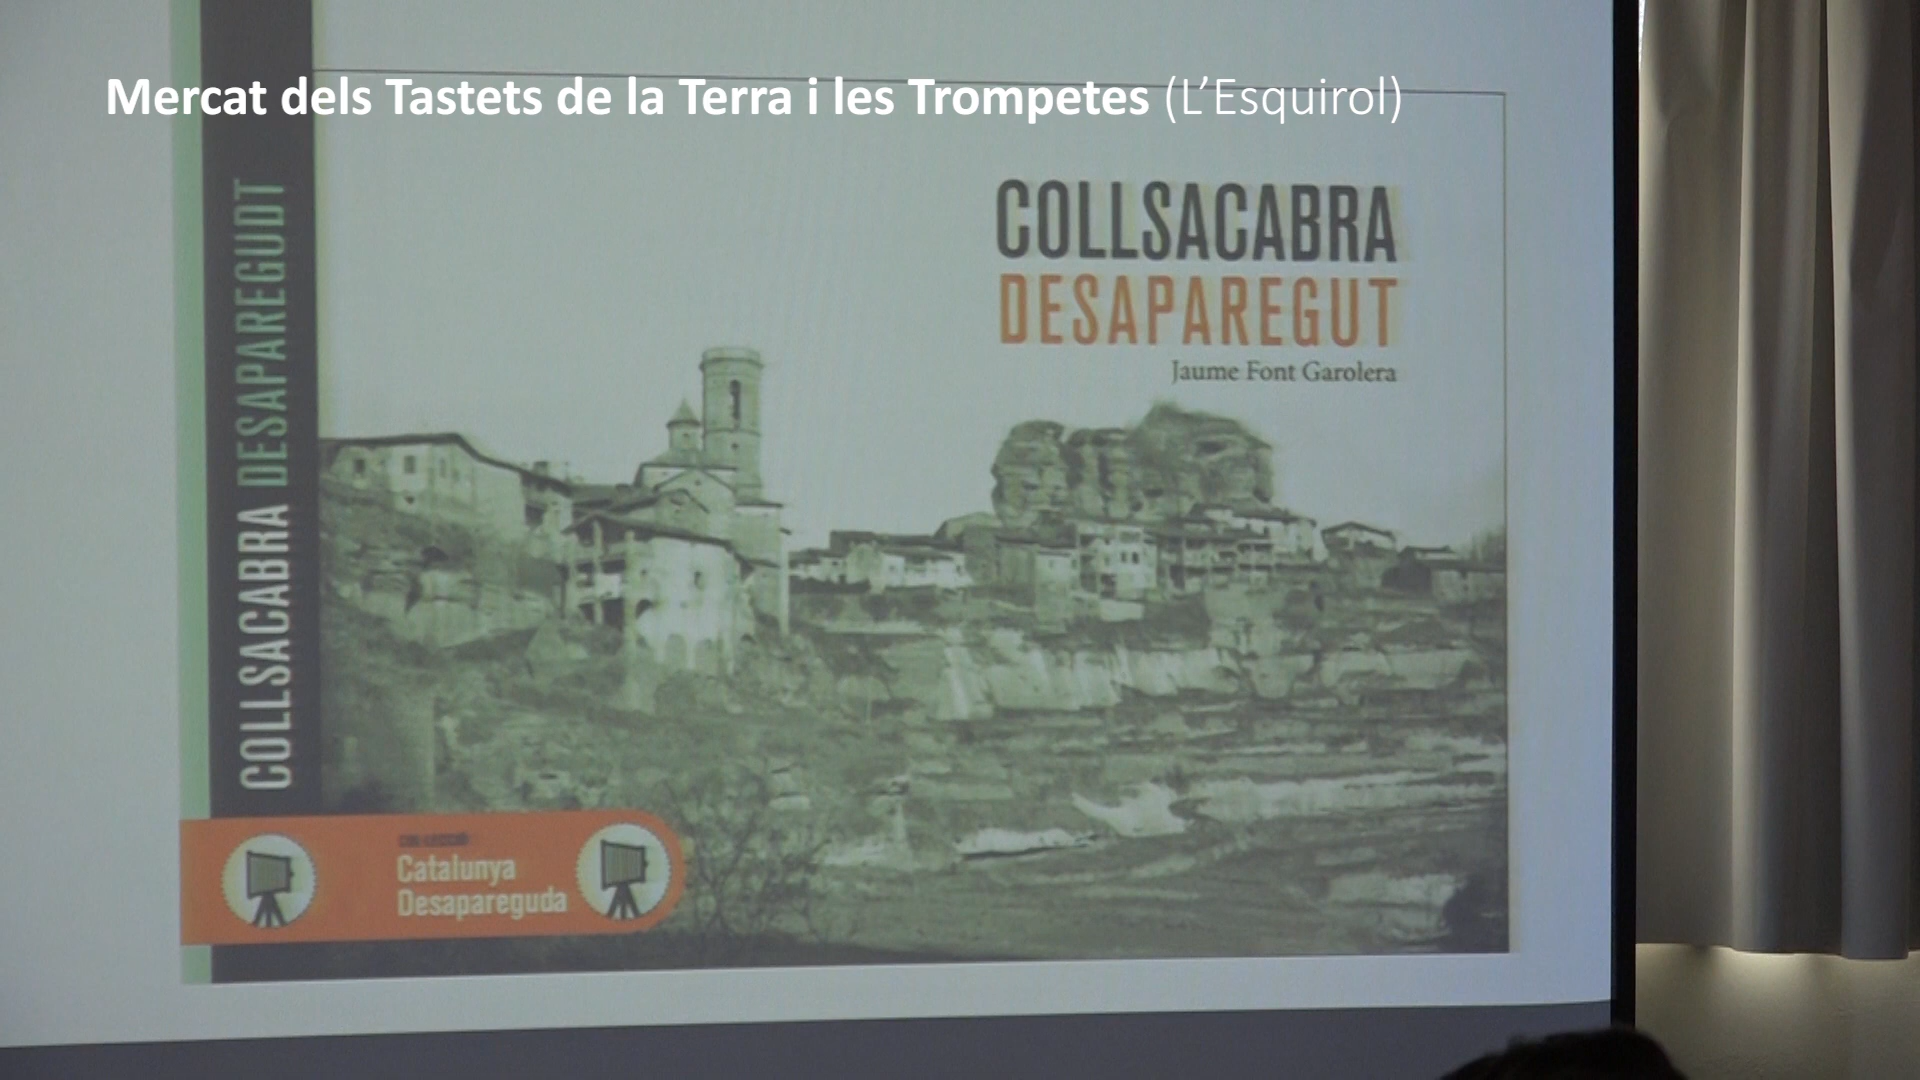 Mercat dels Tastets de la Terra i les Trompetes (L'Esquirol)
COLLSACABRA
DESAPAREGUT
Jaume Font Garolera
COLLSACABRA DESAPAREGUDT
Catalunya
Desapareguda